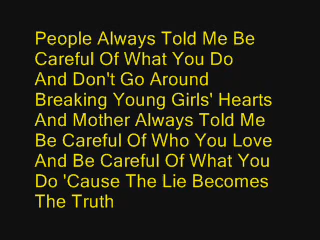 People Always Told Me Be
Careful Of What You Do
And Don't Go Around
Breaking Young Girls' Hearts
And Mother Always Told Me
Be Careful Of Who You Love
And Be Careful Of What You
Do 'Cause The Lie Becomes
The Truth